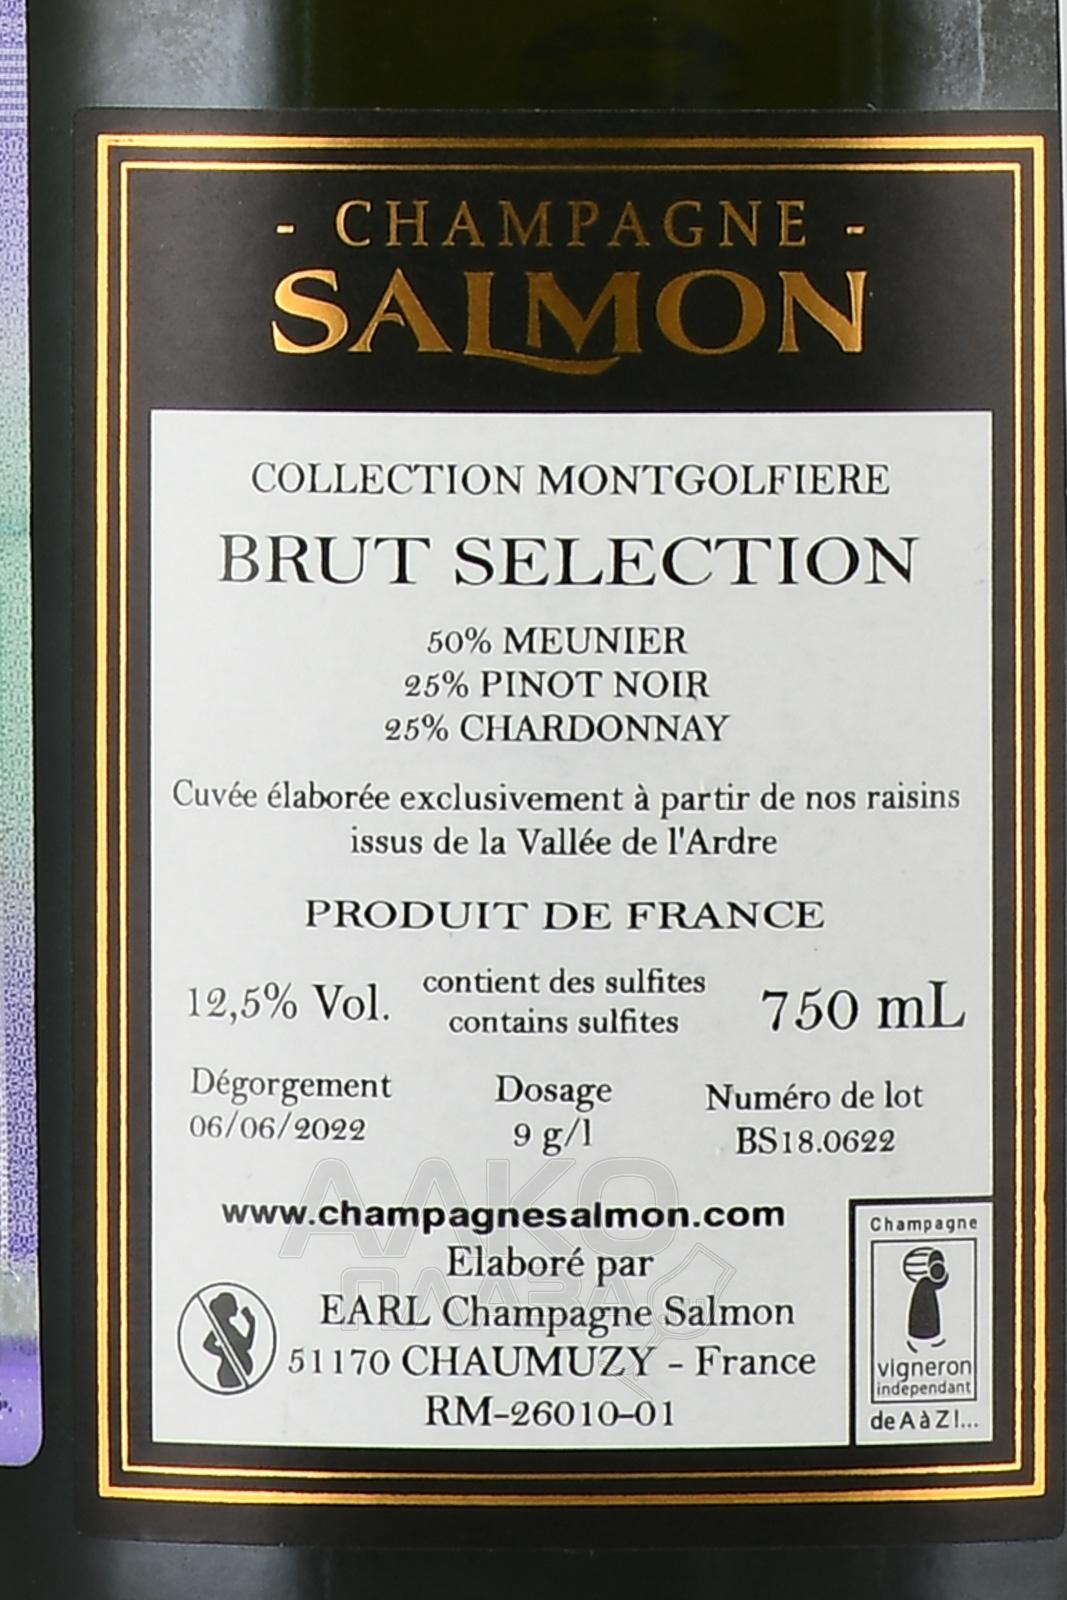 - CHAMPAGNE -
SALMON
COLLECTION MONTGOLFIERE
BRUT SELECTION
50% MEUNIER
25% PINOT NOIR
25% CHARDONNAY
Cuvée élaborée exclusivement à partir de nos raisins
issus de la Vallée de l'Ardre
PRODUIT DE FRANCE
12,5% Vol.
contient des sulfites
contains sulfites
750 mL
Dégorgement
06/06/2022
Dosage
9 g/l
Numéro de lot
BS18.0622
www.champagnesalmon.com
Elaboré par
EARL Champagne Salmon
51170 CHAUMUZY - France
RM-26010-01
Champagne
vigneron
independant
de A à Z !...
ААКО
ПЛАЗА